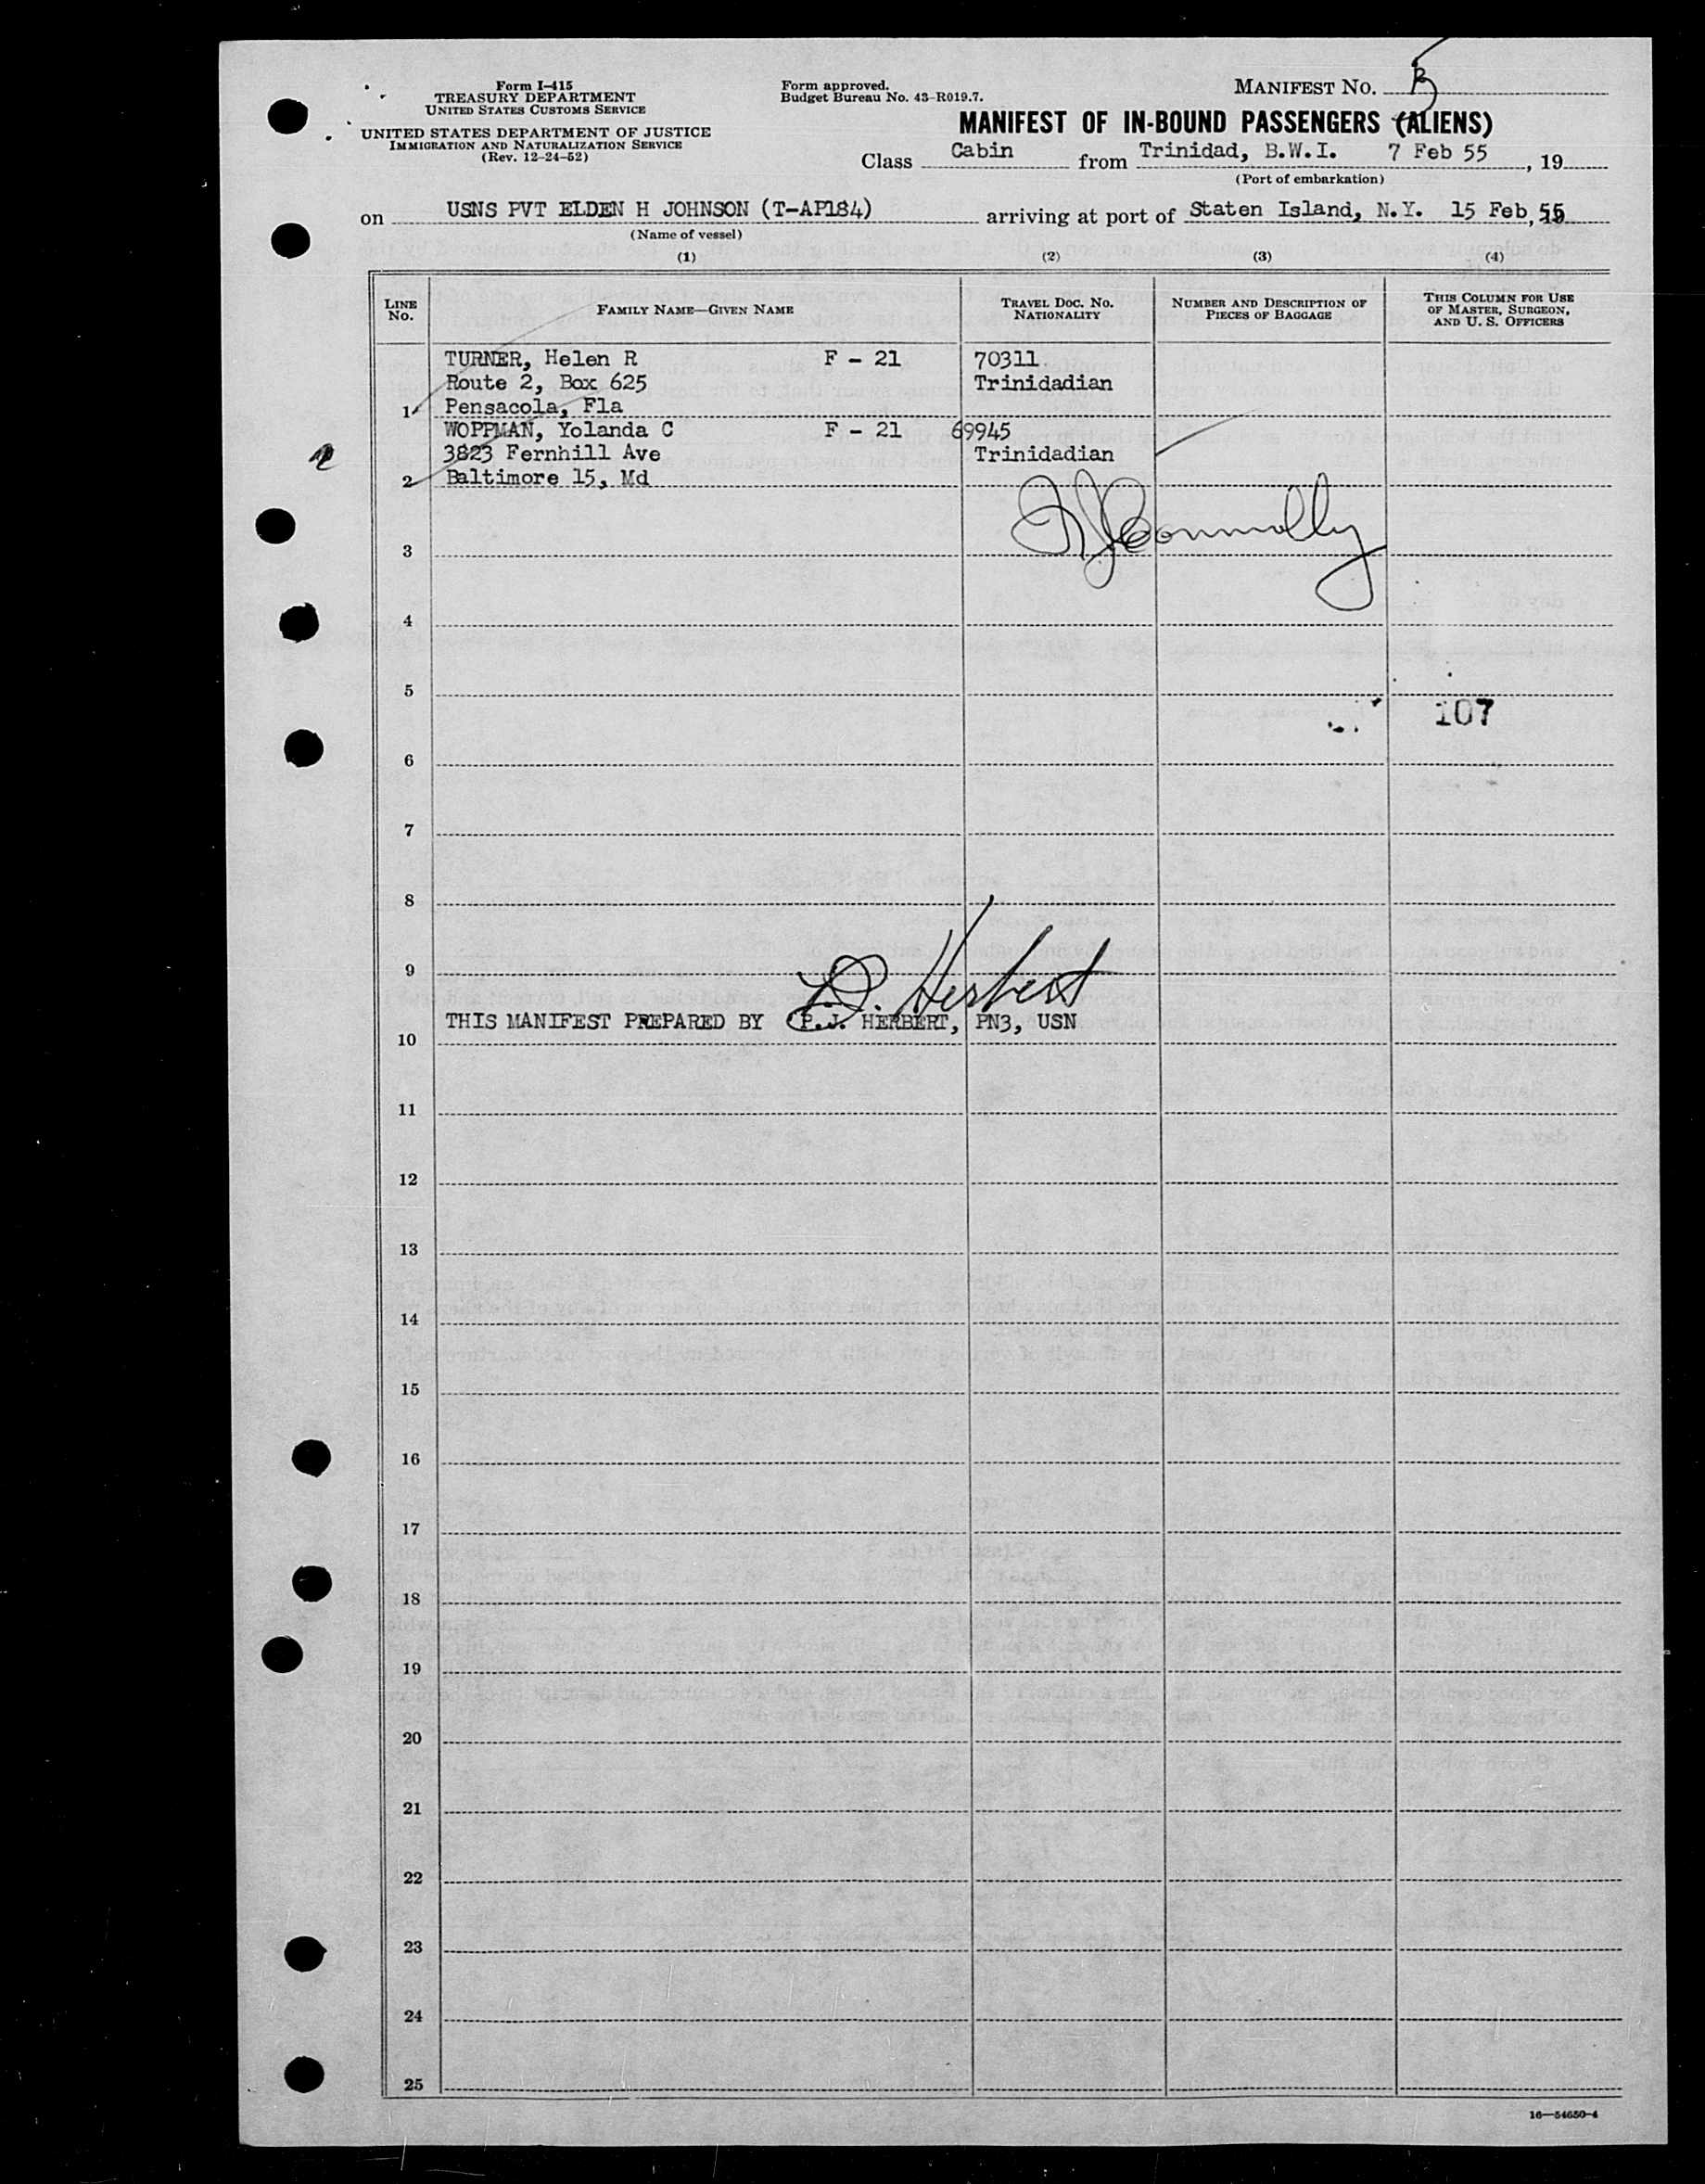 Form I-415
TREASURY DEPARTMENT
UNITED STATES CUSTOMS SERVICE
UNITED STATES DEPARTMENT OF JUSTICE
IMMIGRATION AND NATURALIZATION SERVICE
(Rev. 12-24-52)
Form approved.
Budget Bureau No. 43-R019.7.
MANIFEST NO.
MANIFEST OF IN-BOUND PASSENGERS (ALIENS)
Class Cabin from Trinidad, B.W.I. 7 Feb 55, 19
(Port of embarkation)
on USNS PVT ELDEN H JOHNSON (T-AP184) arriving at port of Staten Island, N.Y. 15 Feb, 55
(Name of vessel)
(1) (2) (3) (4)
LINE NO.
FAMILY NAME—GIVEN NAME
TRAVEL DOC. NO.
NATIONALITY
NUMBER AND DESCRIPTION OF
PIECES OF BAGGAGE
THIS COLUMN FOR USE
OF MASTER, SURGEON,
AND U. S. OFFICERS
TURNER, Helen R F - 21 70311
Route 2, Box 625 Trinidadian
1 Pensacola, Fla
WOPPMAN, Yolanda C F - 21 69945
3823 Fernhill Ave Trinidadian
2 Baltimore 15, Md
2
Connolly
3
4
5
107
6
7
8
9
Herbert
THIS MANIFEST PREPARED BY P.J. HERBERT, PN3, USN
10
11
12
13
14
15
16
17
18
19
20
21
22
23
24
25
16—54650-4